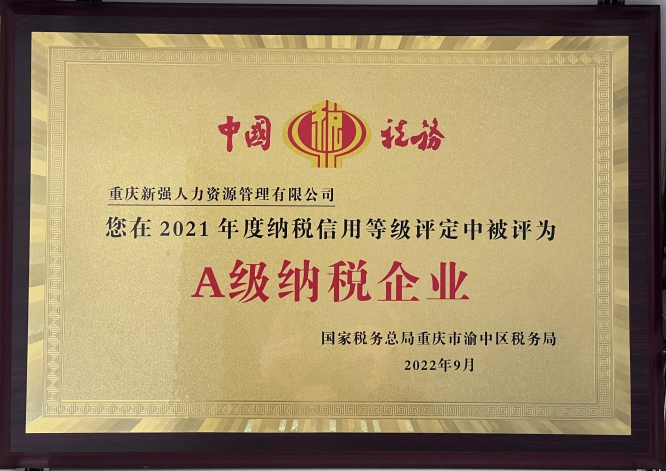 中国 税 税务
重庆新强人力资源管理有限公司
您在2021年度纳税信用等级评定中被评为
A级纳税企业
国家税务总局重庆市渝中区税务局
2022年9月